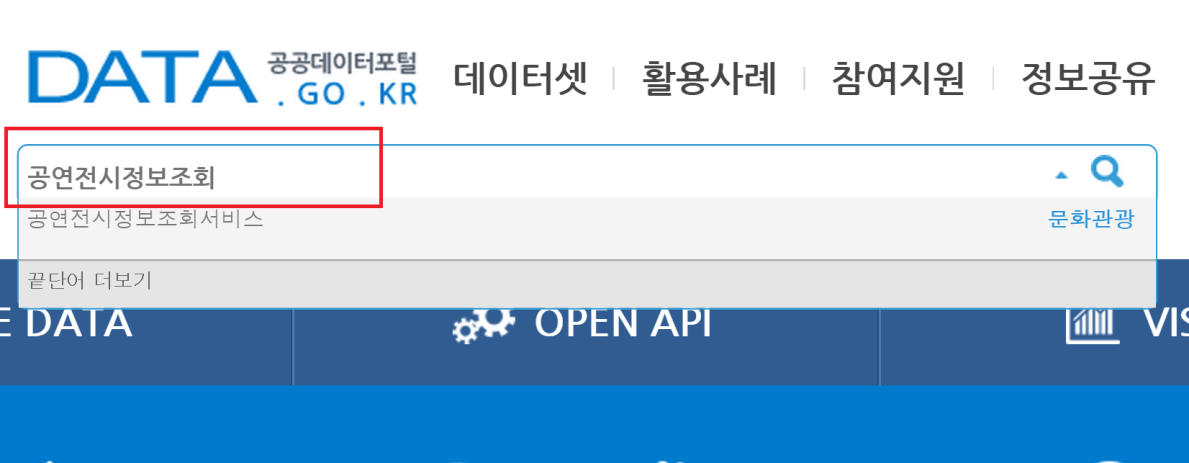 DATA 공공데이터포털 . GO . KR 데이터셋 활용사례 참여지원 정보공유
공연전시정보조회
공연전시정보조회서비스 문화관광
끝단어 더보기
E DATA OPEN API VIS